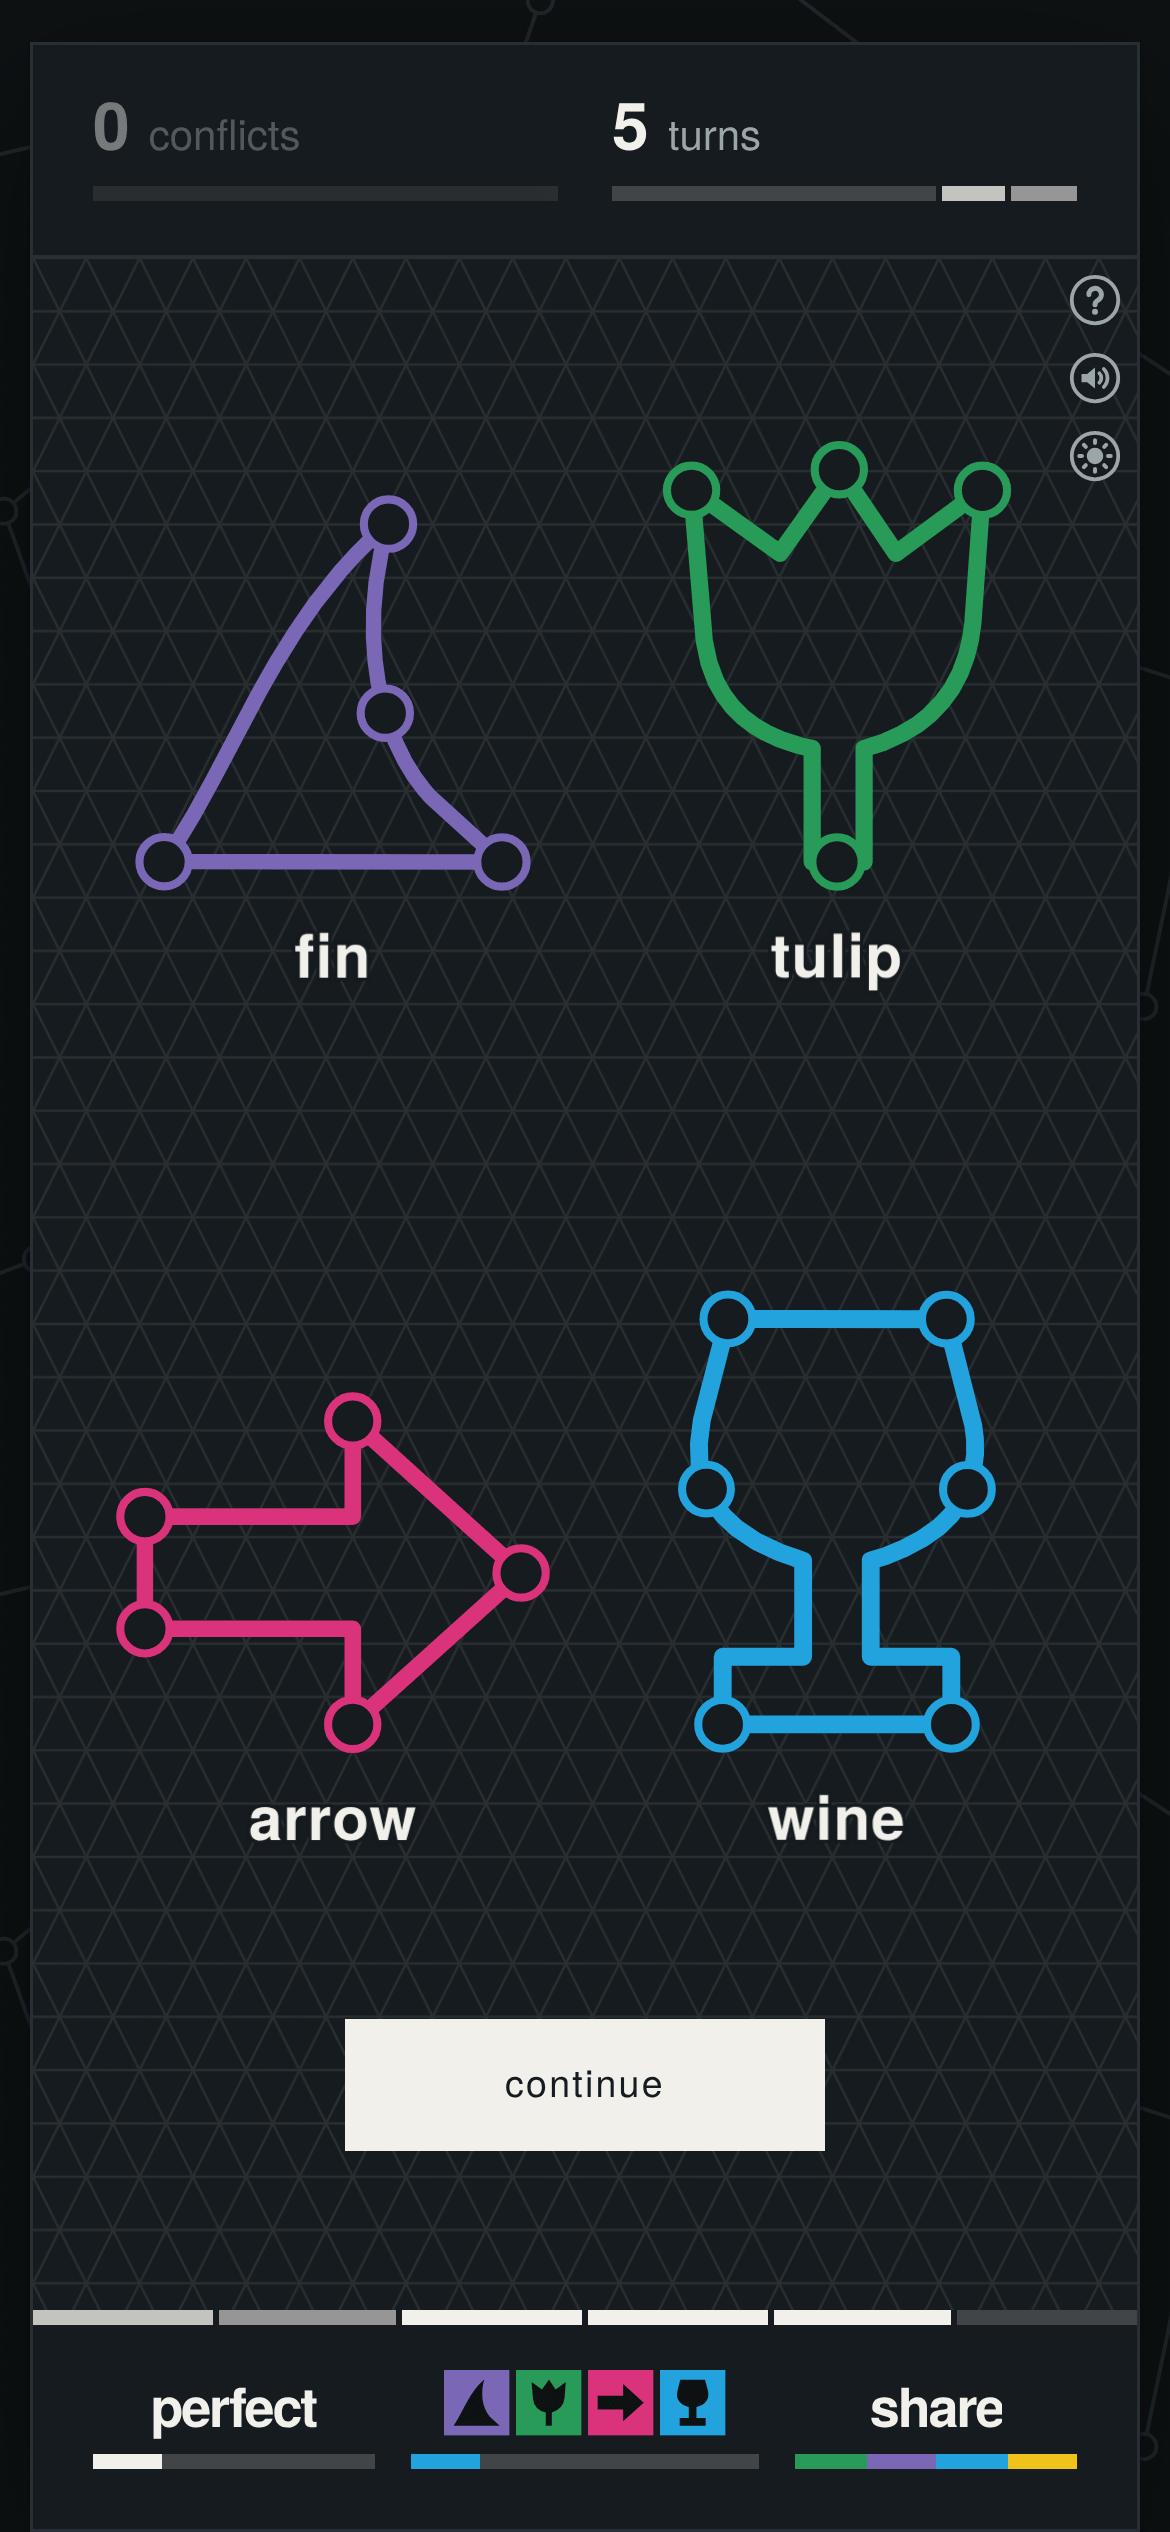 0 conflicts
5 turns
fin
tulip
arrow
wine
continue
perfect
share